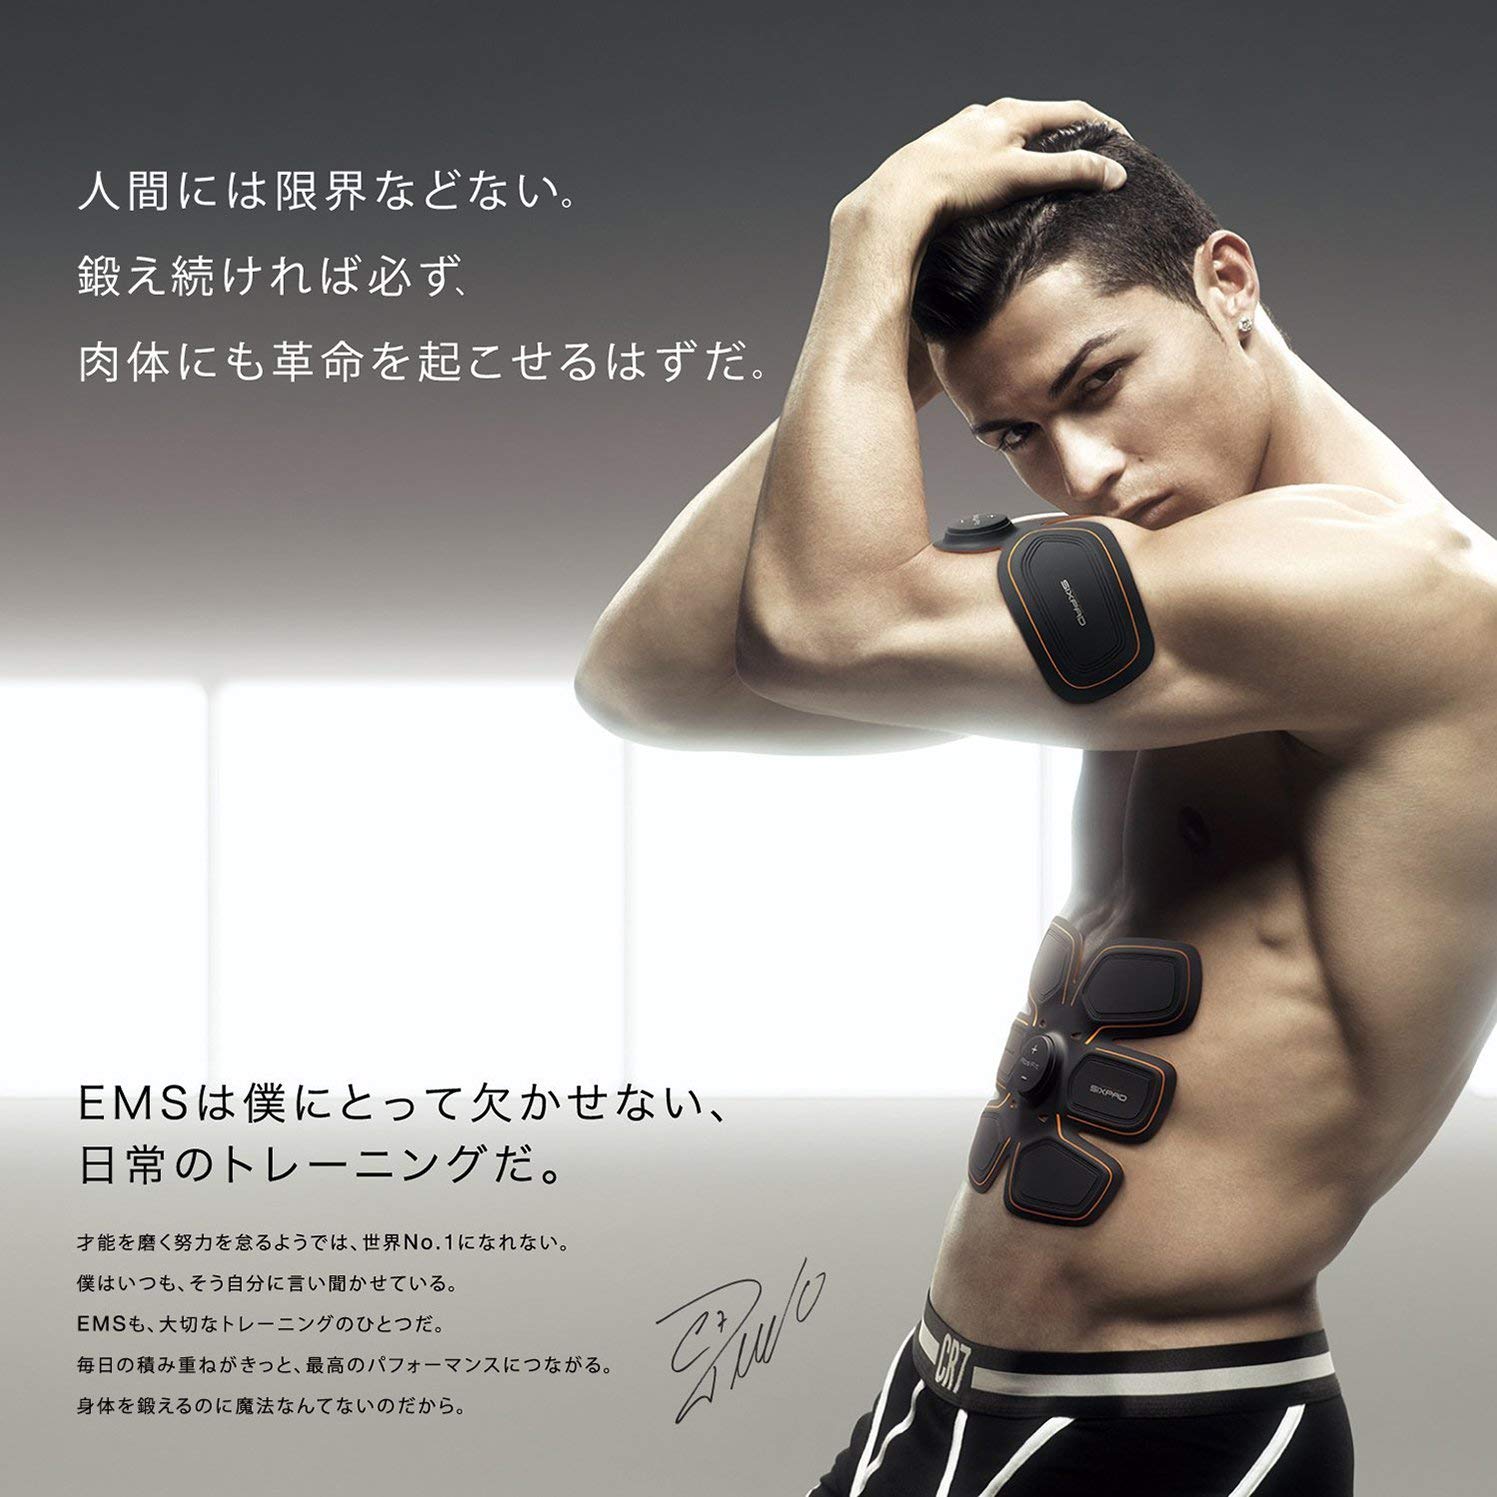 人間には限界などない。
鍛え続ければ必ず、
肉体にも革命を起こせるはずだ。
SIXPAD
+
Abs Fit
-
SIXPAD
EMSは僕にとって欠かせない、
日常のトレーニングだ。
才能を磨く努力を怠るようでは、世界No.1になれない。
僕はいつも、そう自分に言い聞かせている。
EMSも、大切なトレーニングのひとつだ。
毎日の積み重ねがきっと、最高のパフォーマンスにつながる。
身体を鍛えるのに魔法なんてないのだから。
CR7